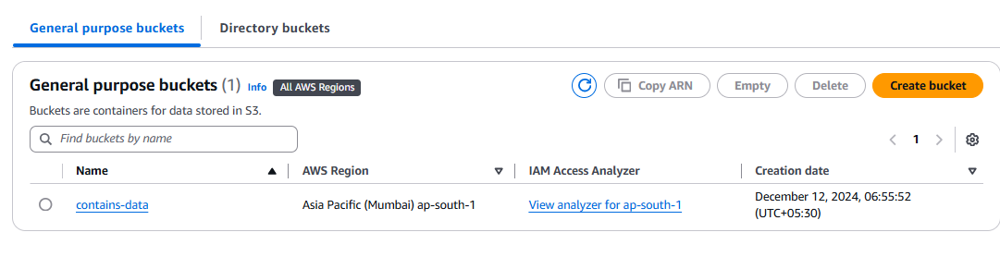 General purpose buckets Directory buckets
General purpose buckets (1) Info All AWS Regions Copy ARN Empty Delete Create bucket
Buckets are containers for data stored in S3.
Find buckets by name 1
Name AWS Region IAM Access Analyzer Creation date
contains-data Asia Pacific (Mumbai) ap-south-1 View analyzer for ap-south-1 December 12, 2024, 06:55:52
(UTC+05:30)